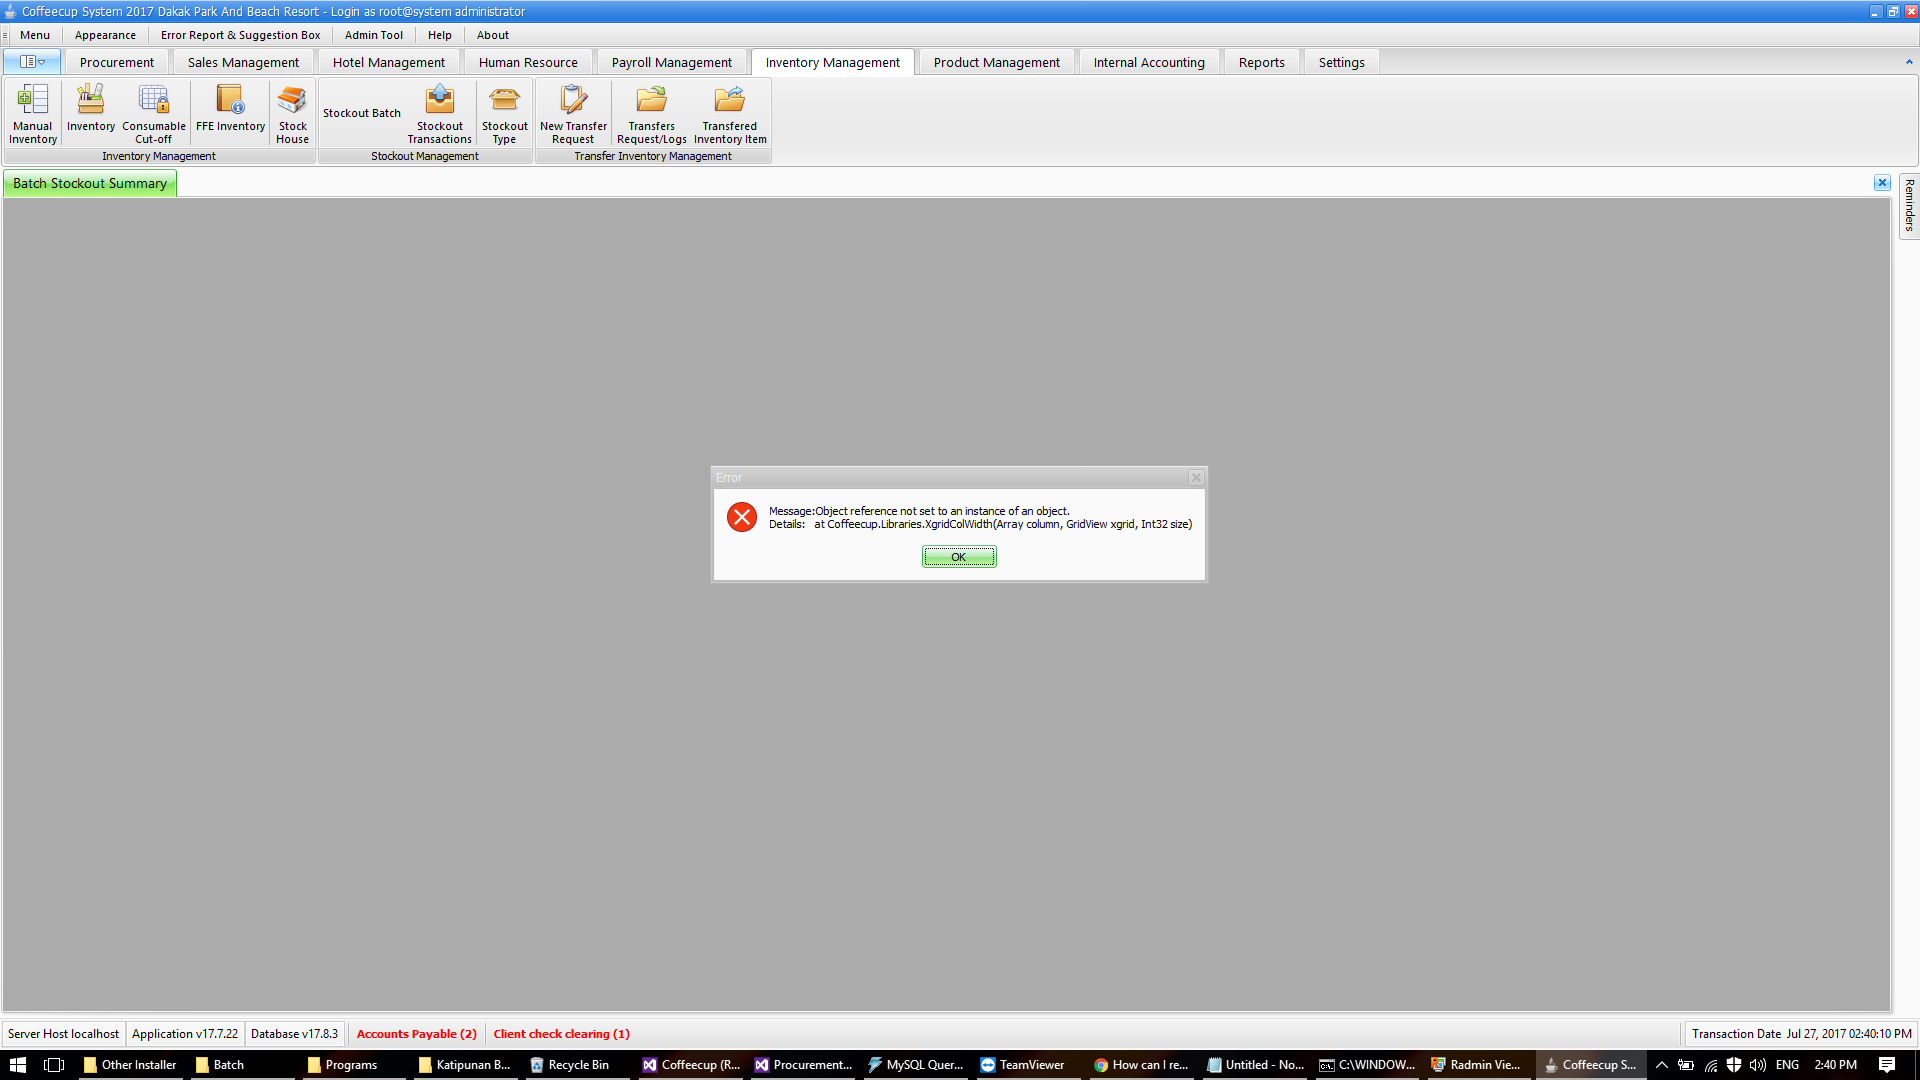 Coffeecup System 2017 Dakak Park And Beach Resort - Login as root@system administrator
Menu Appearance Error Report & Suggestion Box Admin Tool Help About
Procurement Sales Management Hotel Management Human Resource Payroll Management Inventory Management Product Management Internal Accounting Reports Settings
Manual Inventory
Inventory
Consumable Cut-off
FFE Inventory
Stock House
Inventory Management
Stockout Batch
Stockout Transactions
Stockout Type
Stockout Management
New Transfer Request
Transfers Request/Logs
Transfered Inventory Item
Transfer Inventory Management
Batch Stockout Summary
Reminders
Error
Message:Object reference not set to an instance of an object.
Details: at Coffeecup.Libraries.XgridColWidth(Array column, GridView xgrid, Int32 size)
OK
Server Host localhost Application v17.7.22 Database v17.8.3 Accounts Payable (2) Client check clearing (1) Transaction Date Jul 27, 2017 02:40:10 PM
Other Installer Batch Programs Katipunan B... Recycle Bin Coffeecup (R... Procurement... MySQL Quer... TeamViewer How can I re... Untitled - No... C:\WINDOW... Radmin Vie... Coffeecup S... ENG 2:40 PM